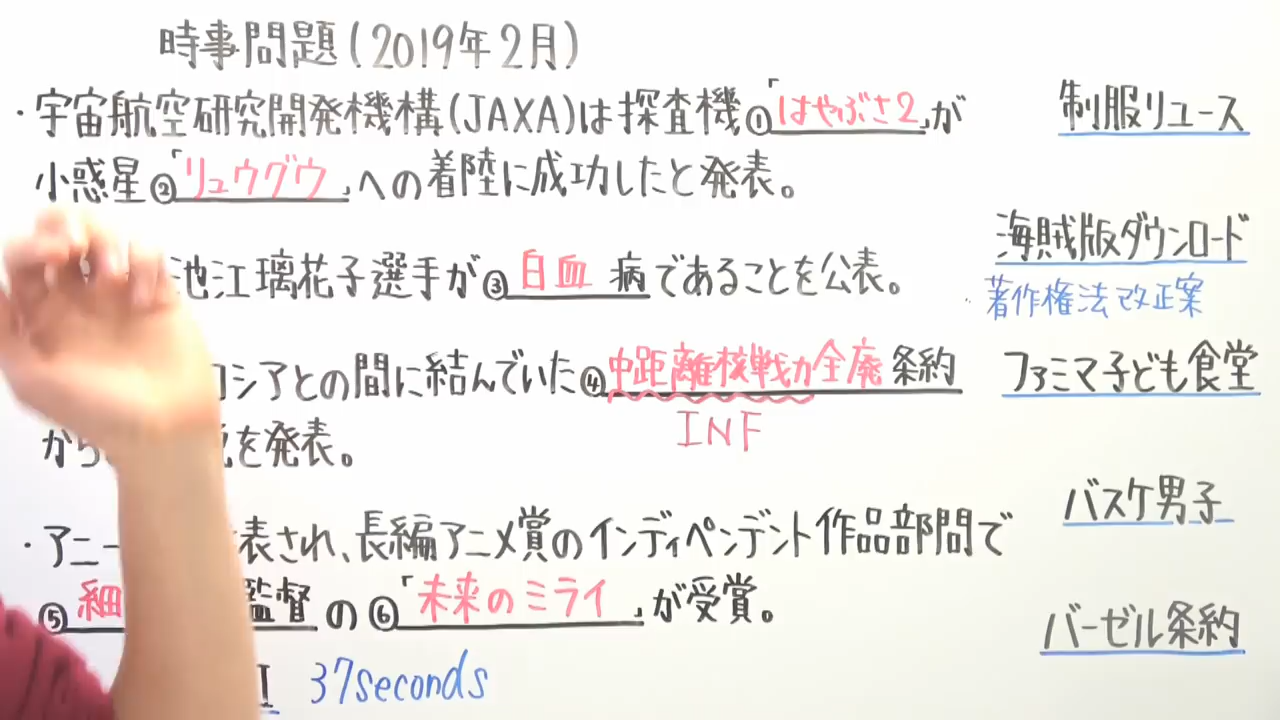 時事問題(2019年2月)
・宇宙航空研究開発機構(JAXA)は探査機①「はやぶさ2」が
小惑星②「リュウグウ」への着陸に成功したと発表。
池江璃花子選手が③白血病であることを公表。
ロシアとの間に結んでいた④中距離核戦力全廃条約
INF
から
を発表。
・アニー
表され、長編アニメ賞のインディペンデント作品部門で
⑤細
監督の⑥「未来のミライ」が受賞。
37seconds
制服リユース
海賊版ダウンロード
著作権法改正案
ファミマ子ども食堂
バスケ男子
バーゼル条約